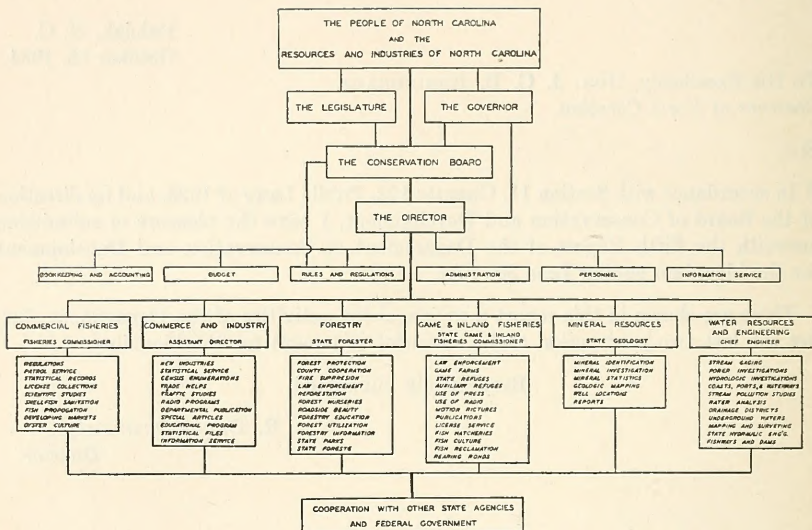 THE PEOPLE OF NORTH CAROLINA
AND THE
RESOURCES AND INDUSTRIES OF NORTH CAROLINA
THE LEGISLATURE
THE GOVERNOR
THE CONSERVATION BOARD
THE DIRECTOR
BOOKKEEPING AND ACCOUNTING
BUDGET
RULES AND REGULATIONS
ADMINISTRATION
PERSONNEL
INFORMATION SERVICE
COMMERCIAL FISHERIES
FISHERIES COMMISSIONER
REGULATIONS
PATROL SERVICE
STATISTICAL RECORDS
LICENSE COLLECTIONS
SCIENTIFIC STUDIES
SHELLFISH SANITATION
FISH PROPOGATION
DEVELOPING MARKETS
OYSTER CULTURE
COMMERCE AND INDUSTRY
ASSISTANT DIRECTOR
NEW INDUSTRIES
STATISTICAL SERVICE
CENSUS ENUMERATIONS
TRADE HELPS
TRAFFIC STUDIES
RADIO PROGRAMS
DEPARTMENTAL PUBLICATION
SPECIAL ARTICLES
EDUCATIONAL PROGRAM
STATISTICAL FILES
INFORMATION SERVICE
FORESTRY
STATE FORESTER
FOREST PROTECTION
COUNTY COOPERATION
FIRE SUPPRESION
LAW ENFORCEMENT
REFORESTATION
FOREST NURSERIES
ROADSIDE BEAUTY
FORESTRY EDUCATION
FOREST UTILIZATION
FORESTRY INFORMATION
STATE PARKS
STATE FORESTS
GAME & INLAND FISHERIES
STATE GAME & INLAND
FISHERIES COMMISSIONER
LAW ENFORCEMENT
GAME FARMS
STATE REFUGES
AUXILIARY REFUGES
USE OF PRESS
USE OF RADIO
MOTION PICTURES
PUBLICATIONS
LICENSE SERVICE
FISH HATCHERIES
FISH CULTURE
FISH RECLAMATION
REARING PONDS
MINERAL RESOURCES
STATE GEOLOGIST
MINERAL IDENTIFICATION
MINERAL INVESTIGATION
MINERAL STATISTICS
GEOLOGIC MAPPING
WELL LOCATIONS
REPORTS
WATER RESOURCES
AND ENGINEERING
CHIEF ENGINEER
STREAM GAGING
POWER INVESTIGATIONS
HYDROLOGIC INVESTIGATIONS
COASTS, PORTS, & WATERWAYS
STREAM POLLUTION STUDIES
WATER ANALYSIS
DRAINAGE DISTRICTS
UNDERGROUND WATERS
MAPPING AND SURVEYING
STATE HYDRAULIC ENG'G.
FISHWAYS AND DAMS
COOPERATION WITH OTHER STATE AGENCIES
AND FEDERAL GOVERNMENT